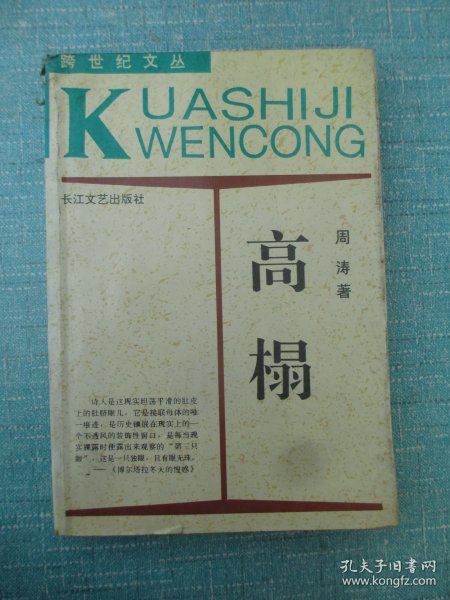 跨世纪文丛
KUASHIJI
WENCONG
长江文艺出版社
周涛著
高榻
诗人是这现实坦荡平滑的肚皮
上的肚脐眼儿，它是接联母体的唯
一痕迹，是历史镶嵌在现实上的一
个不透风的装饰性窗口，是每当现
实裸露时便露出来观察的“第三只
眼”，这是一只独眼，且有眼无珠。
——《博尔塔拉冬天的惶惑》
孔夫子旧书网
www.kongfz.com